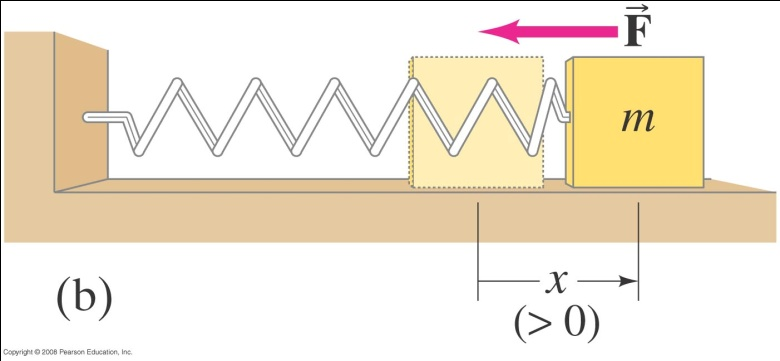 F
m
x
(b)
(> 0)
Copyright © 2008 Pearson Education, Inc.